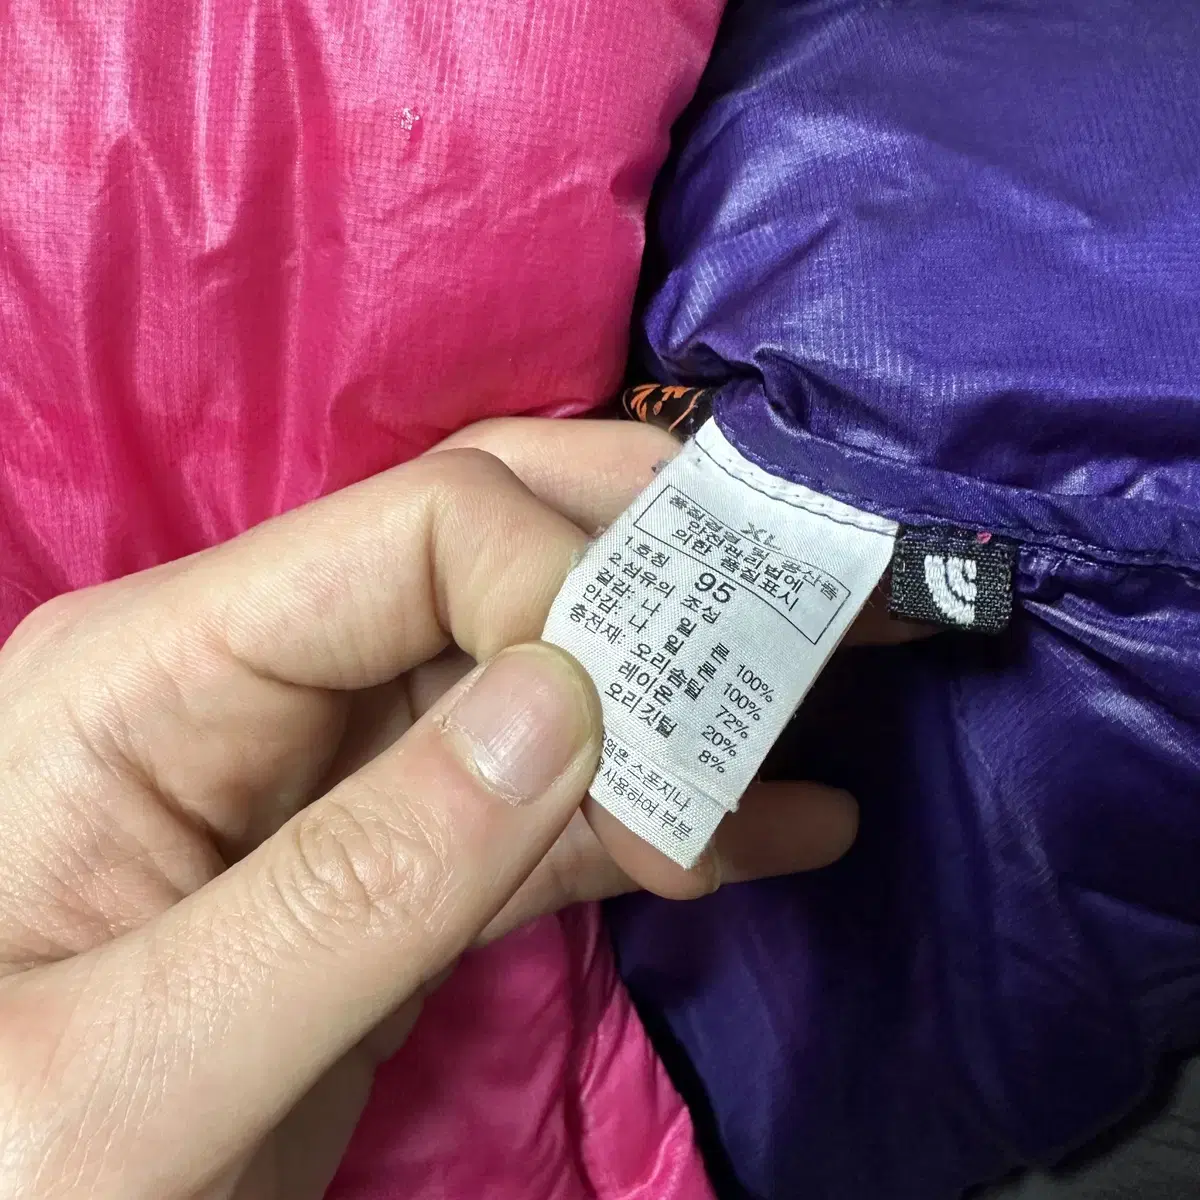 XL
품질경영 및 공산품
안전관리법에
의한 품질표시
1.호칭 95
2.섬유의 조성
겉감: 나 일 론 100%
안감: 나 일 론 100%
충전재: 오리솜털 72%
레이온 20%
오리깃털 8%
염은 스폰지나
사용하여 부분